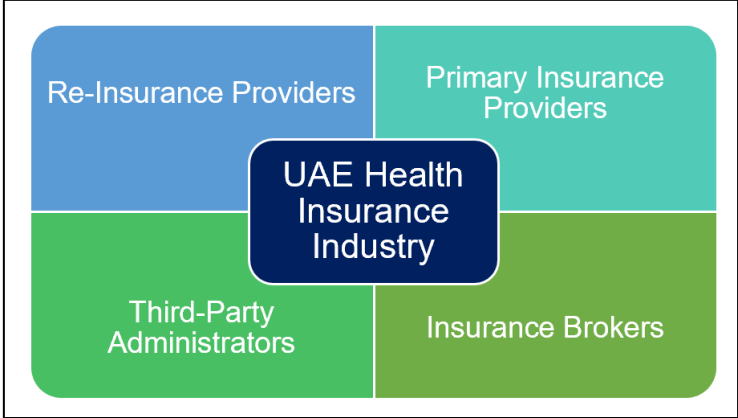 Re-Insurance Providers
Primary Insurance
Providers
UAE Health
Insurance
Industry
Third-Party
Administrators
Insurance Brokers